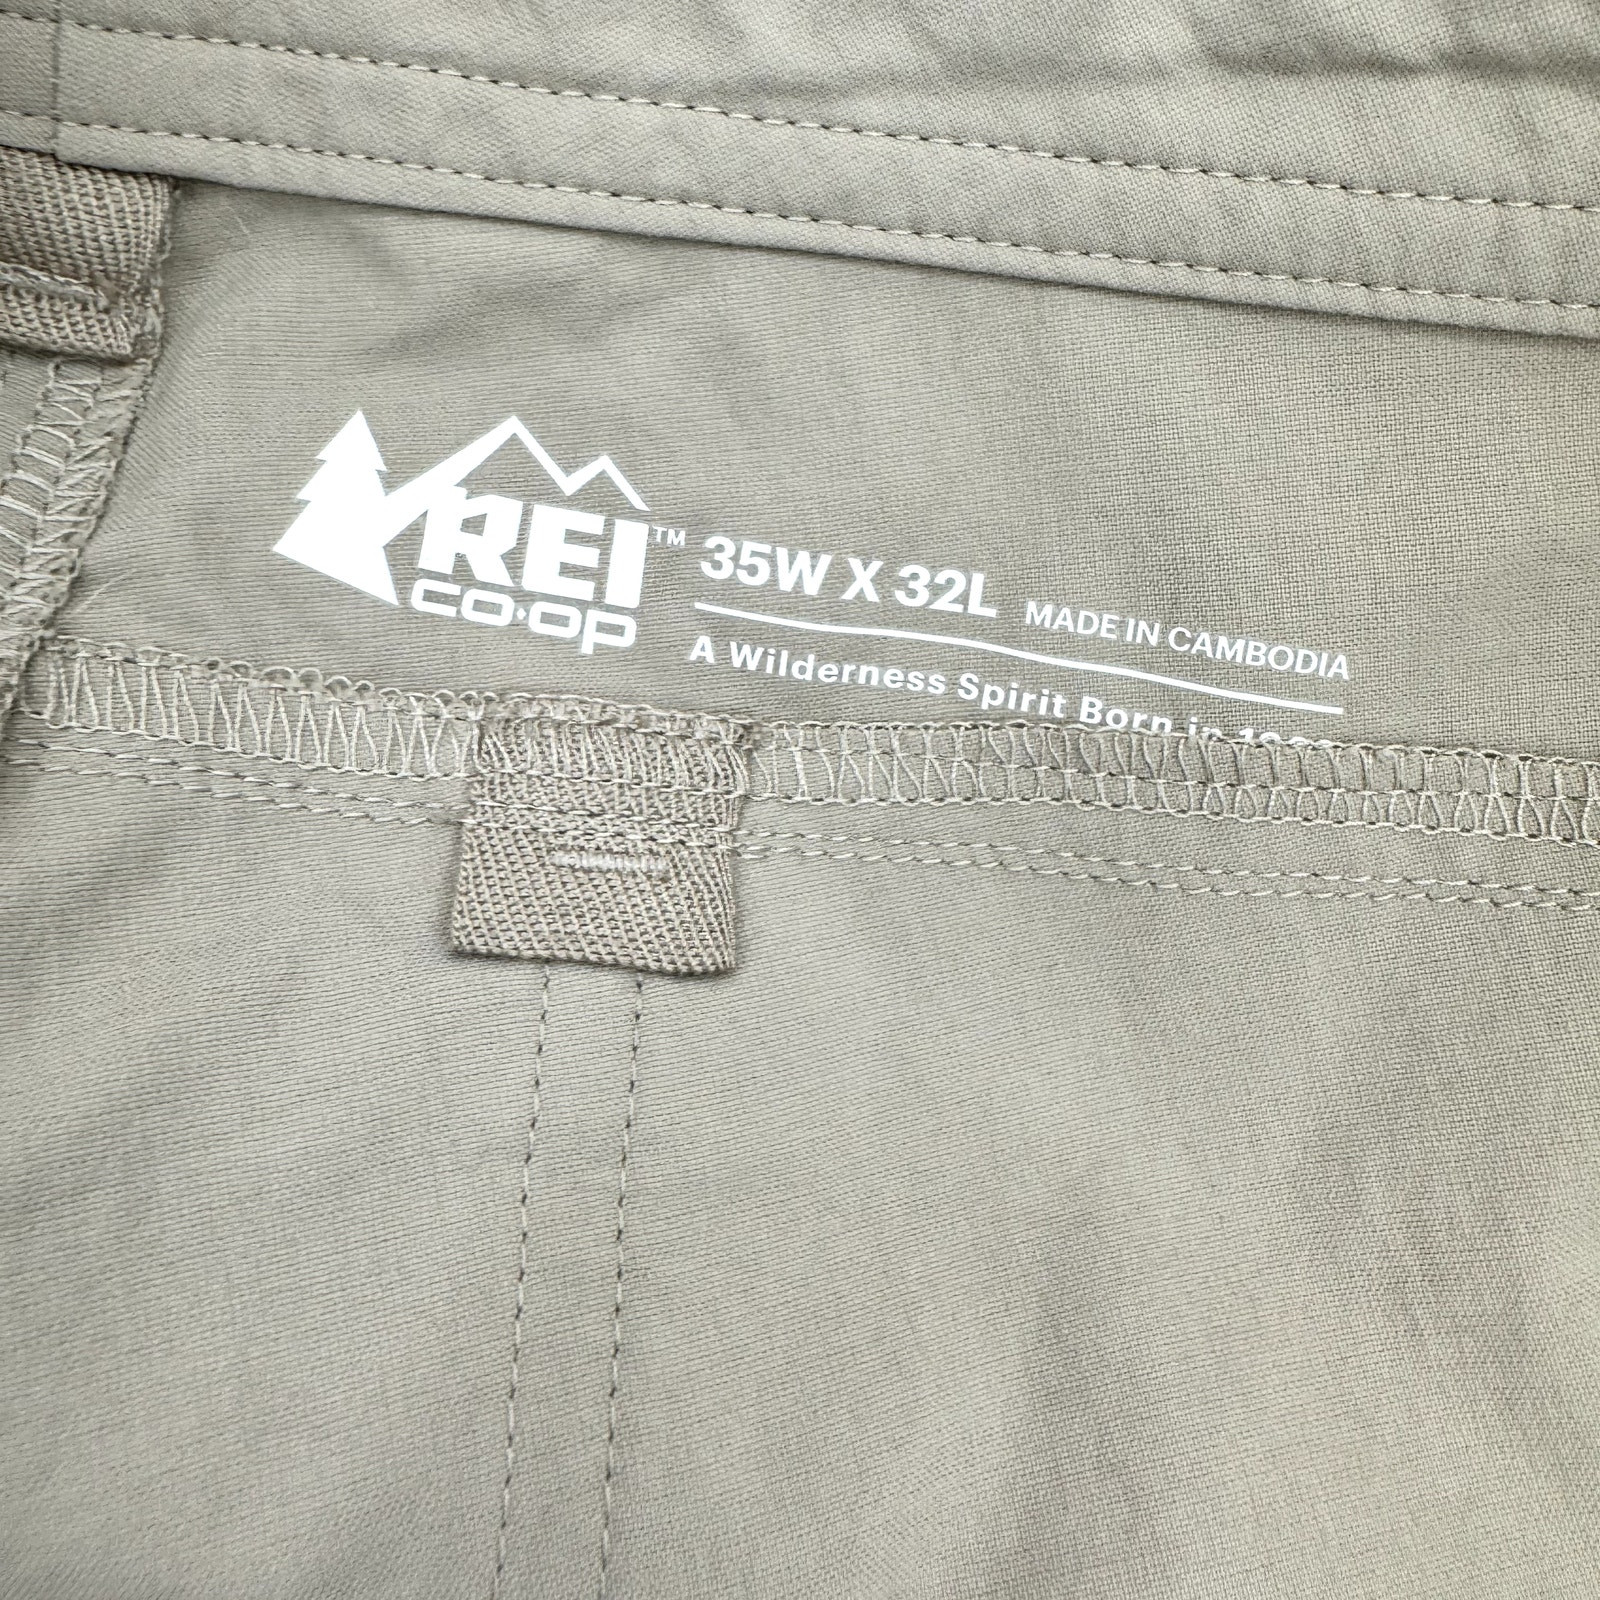 REI™ 35W X 32L MADE IN CAMBODIA
CO·OP
A Wilderness Spirit Born in